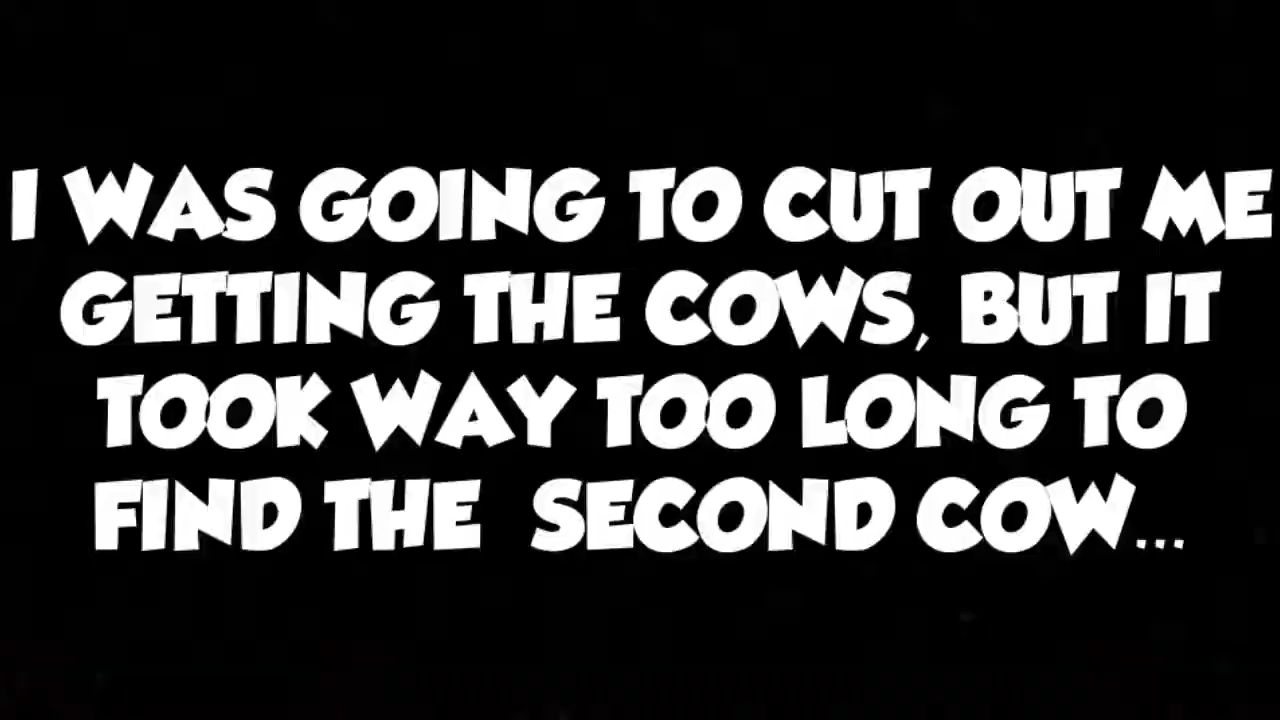 I WAS GOING TO CUT OUT ME
GETTING THE COWS, BUT IT
TOOK WAY TOO LONG TO
FIND THE  SECOND COW...